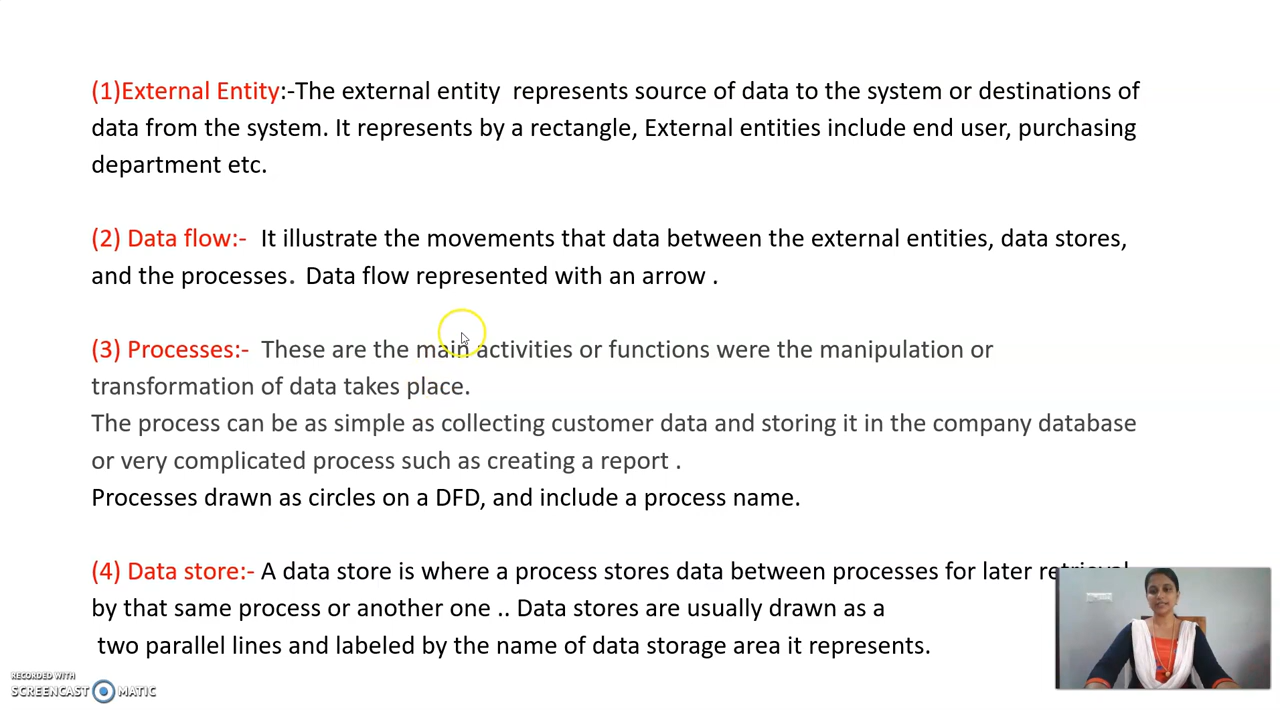 (1)External Entity:-The external entity represents source of data to the system or destinations of
data from the system. It represents by a rectangle, External entities include end user, purchasing
department etc.
(2) Data flow:- It illustrate the movements that data between the external entities, data stores,
and the processes. Data flow represented with an arrow .
(3) Processes:- These are the main activities or functions were the manipulation or
transformation of data takes place.
The process can be as simple as collecting customer data and storing it in the company database
or very complicated process such as creating a report .
Processes drawn as circles on a DFD, and include a process name.
(4) Data store:- A data store is where a process stores data between processes for later retrieval
by that same process or another one .. Data stores are usually drawn as a
two parallel lines and labeled by the name of data storage area it represents.
RECORDED WITH
SCREENCAST MATIC